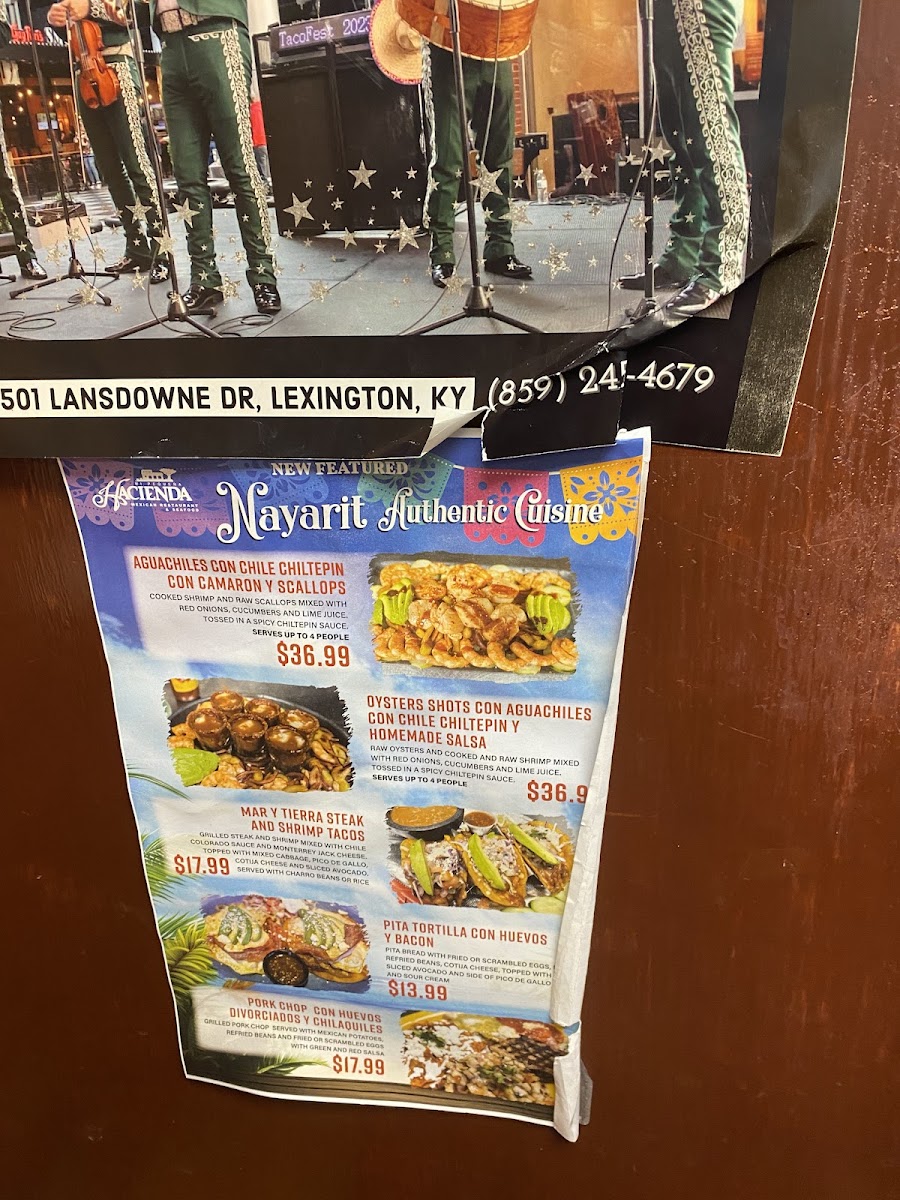 TacoFest 2023
501 LANSDOWNE DR, LEXINGTON, KY
(859) 245-4679
NEW FEATURED
HACIENDA
MEXICAN RESTAURANT
& SEAFOOD
Nayarit Authentic Cuisine
AGUACHILES CON CHILE CHILTEPIN
CON CAMARON Y SCALLOPS
COOKED SHRIMP AND RAW SCALLOPS MIXED WITH
RED ONIONS, CUCUMBERS AND LIME JUICE.
TOSSED IN A SPICY CHILTEPIN SAUCE.
SERVES UP TO 4 PEOPLE
$36.99
OYSTERS SHOTS CON AGUACHILES
CON CHILE CHILTEPIN Y
HOMEMADE SALSA
RAW OYSTERS AND COOKED AND RAW SHRIMP MIXED
WITH RED ONIONS, CUCUMBERS AND LIME JUICE.
TOSSED IN A SPICY CHILTEPIN SAUCE.
SERVES UP TO 4 PEOPLE
$36.9
MAR Y TIERRA STEAK
AND SHRIMP TACOS
GRILLED STEAK AND SHRIMP MIXED WITH CHILE
COLORADO SAUCE AND MONTERREY JACK CHEESE,
TOPPED WITH MIXED CABBAGE, PICO DE GALLO,
COTIJA CHEESE AND SLICED AVOCADO.
SERVED WITH CHARRO BEANS OR RICE
$17.99
PITA TORTILLA CON HUEVOS
Y BACON
PITA BREAD WITH FRIED OR SCRAMBLED EGGS,
REFRIED BEANS, COTIJA CHEESE, TOPPED WITH
SLICED AVOCADO AND SIDE OF PICO DE GALLO
AND SOUR CREAM
$13.99
PORK CHOP CON HUEVOS
DIVORCIADOS Y CHILAQUILES
GRILLED PORK CHOP SERVED WITH MEXICAN POTATOES,
REFRIED BEANS AND FRIED OR SCRAMBLED EGGS
WITH GREEN AND RED SALSA
$17.99